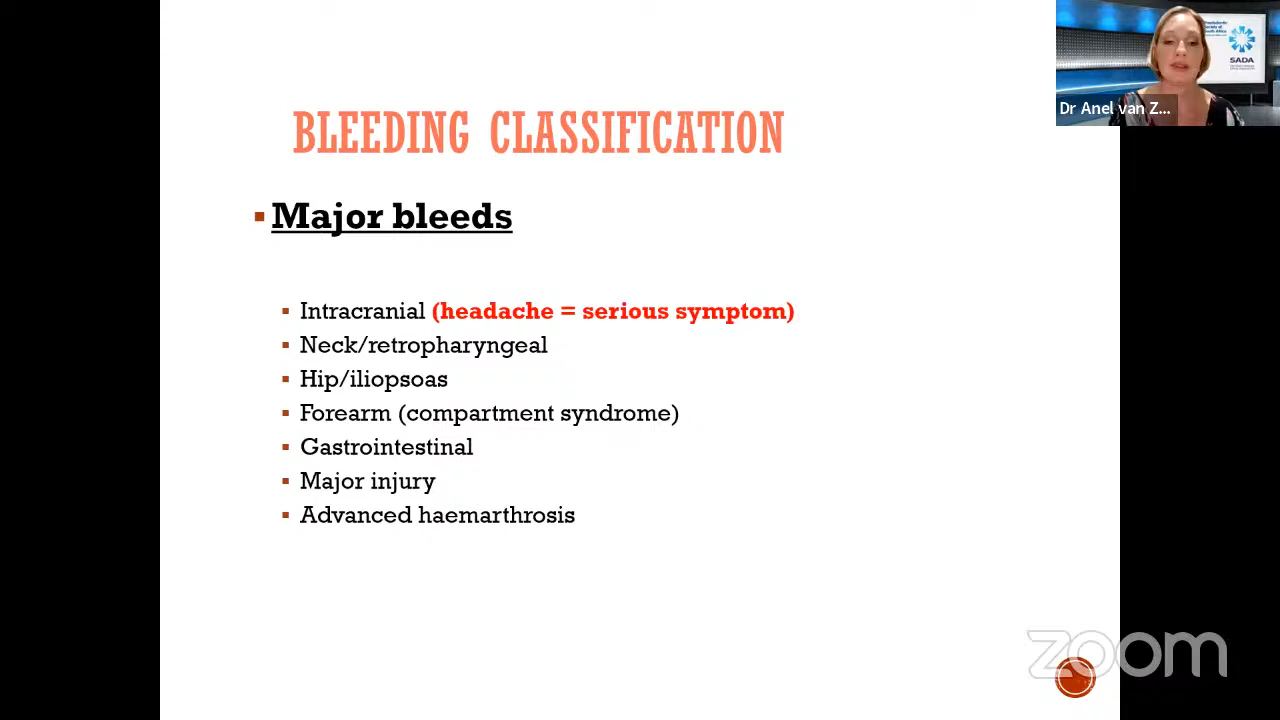 BLEEDING CLASSIFICATION
Major bleeds
Intracranial (headache = serious symptom)
Neck/retropharyngeal
Hip/iliopsoas
Forearm (compartment syndrome)
Gastrointestinal
Major injury
Advanced haemarthrosis
SADA
Dr Anel van Z...
zoom